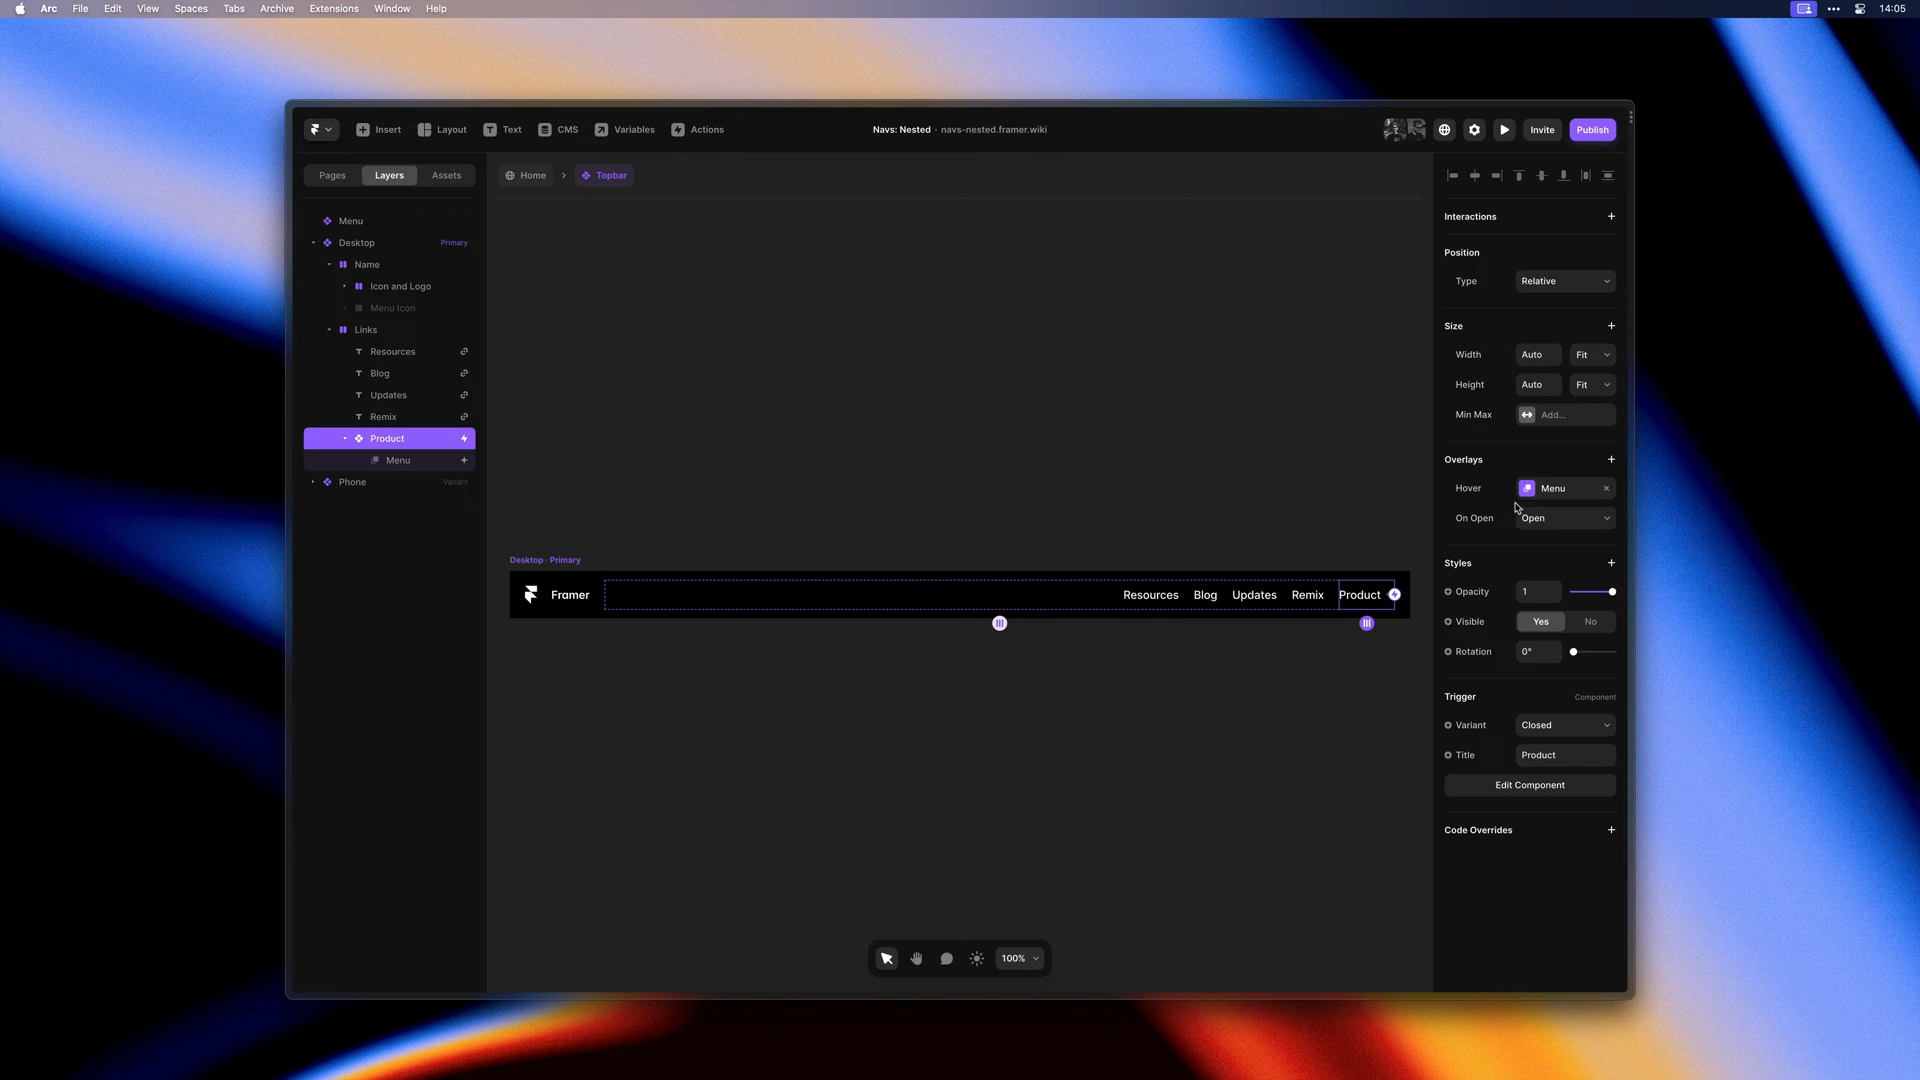 Arc File Edit View Spaces Tabs Archive Extensions Window Help 14:05
Insert Layout Text CMS Variables Actions Navs: Nested · navs-nested.framer.wiki Invite Publish
Pages Layers Assets
Home Topbar
Menu
Desktop Primary
Name
Icon and Logo
Menu Icon
Links
Resources
Blog
Updates
Remix
Product
Menu
Phone Variant
Desktop · Primary
Framer Resources Blog Updates Remix Product
100%
Interactions
Position
Type Relative
Size
Width Auto Fit
Height Auto Fit
Min Max Add...
Overlays
Hover Menu
On Open Open
Styles
Opacity 1
Visible Yes No
Rotation 0°
Trigger Component
Variant Closed
Title Product
Edit Component
Code Overrides